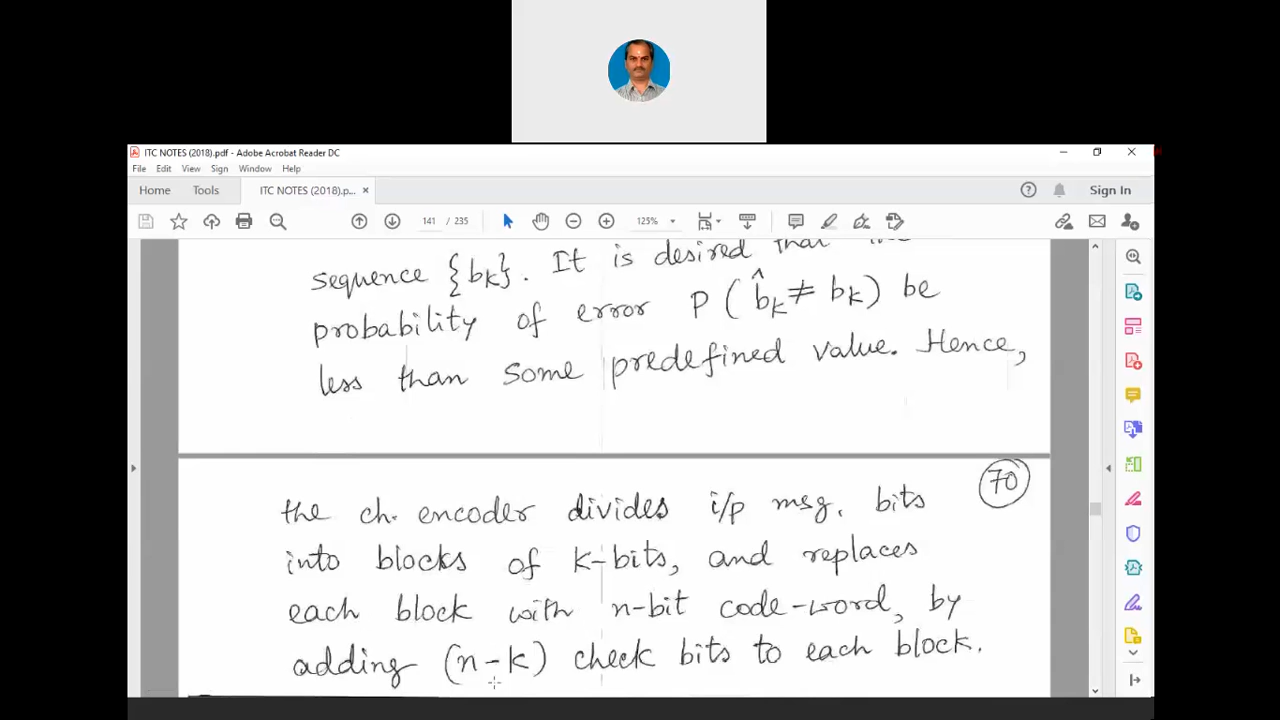 ITC NOTES (2018).pdf - Adobe Acrobat Reader DC
File Edit View Sign Window Help
Home Tools ITC NOTES (2018).p... × Sign In
141 / 235 125%
sequence {bk}. It is desired that the
probability of error P ( b̂k ≠ bk) be
less than some predefined value. Hence,
70
the ch. encoder divides i/p msg. bits
into blocks of k-bits, and replaces
each block with n-bit code-word, by
adding (n-k) check bits to each block.